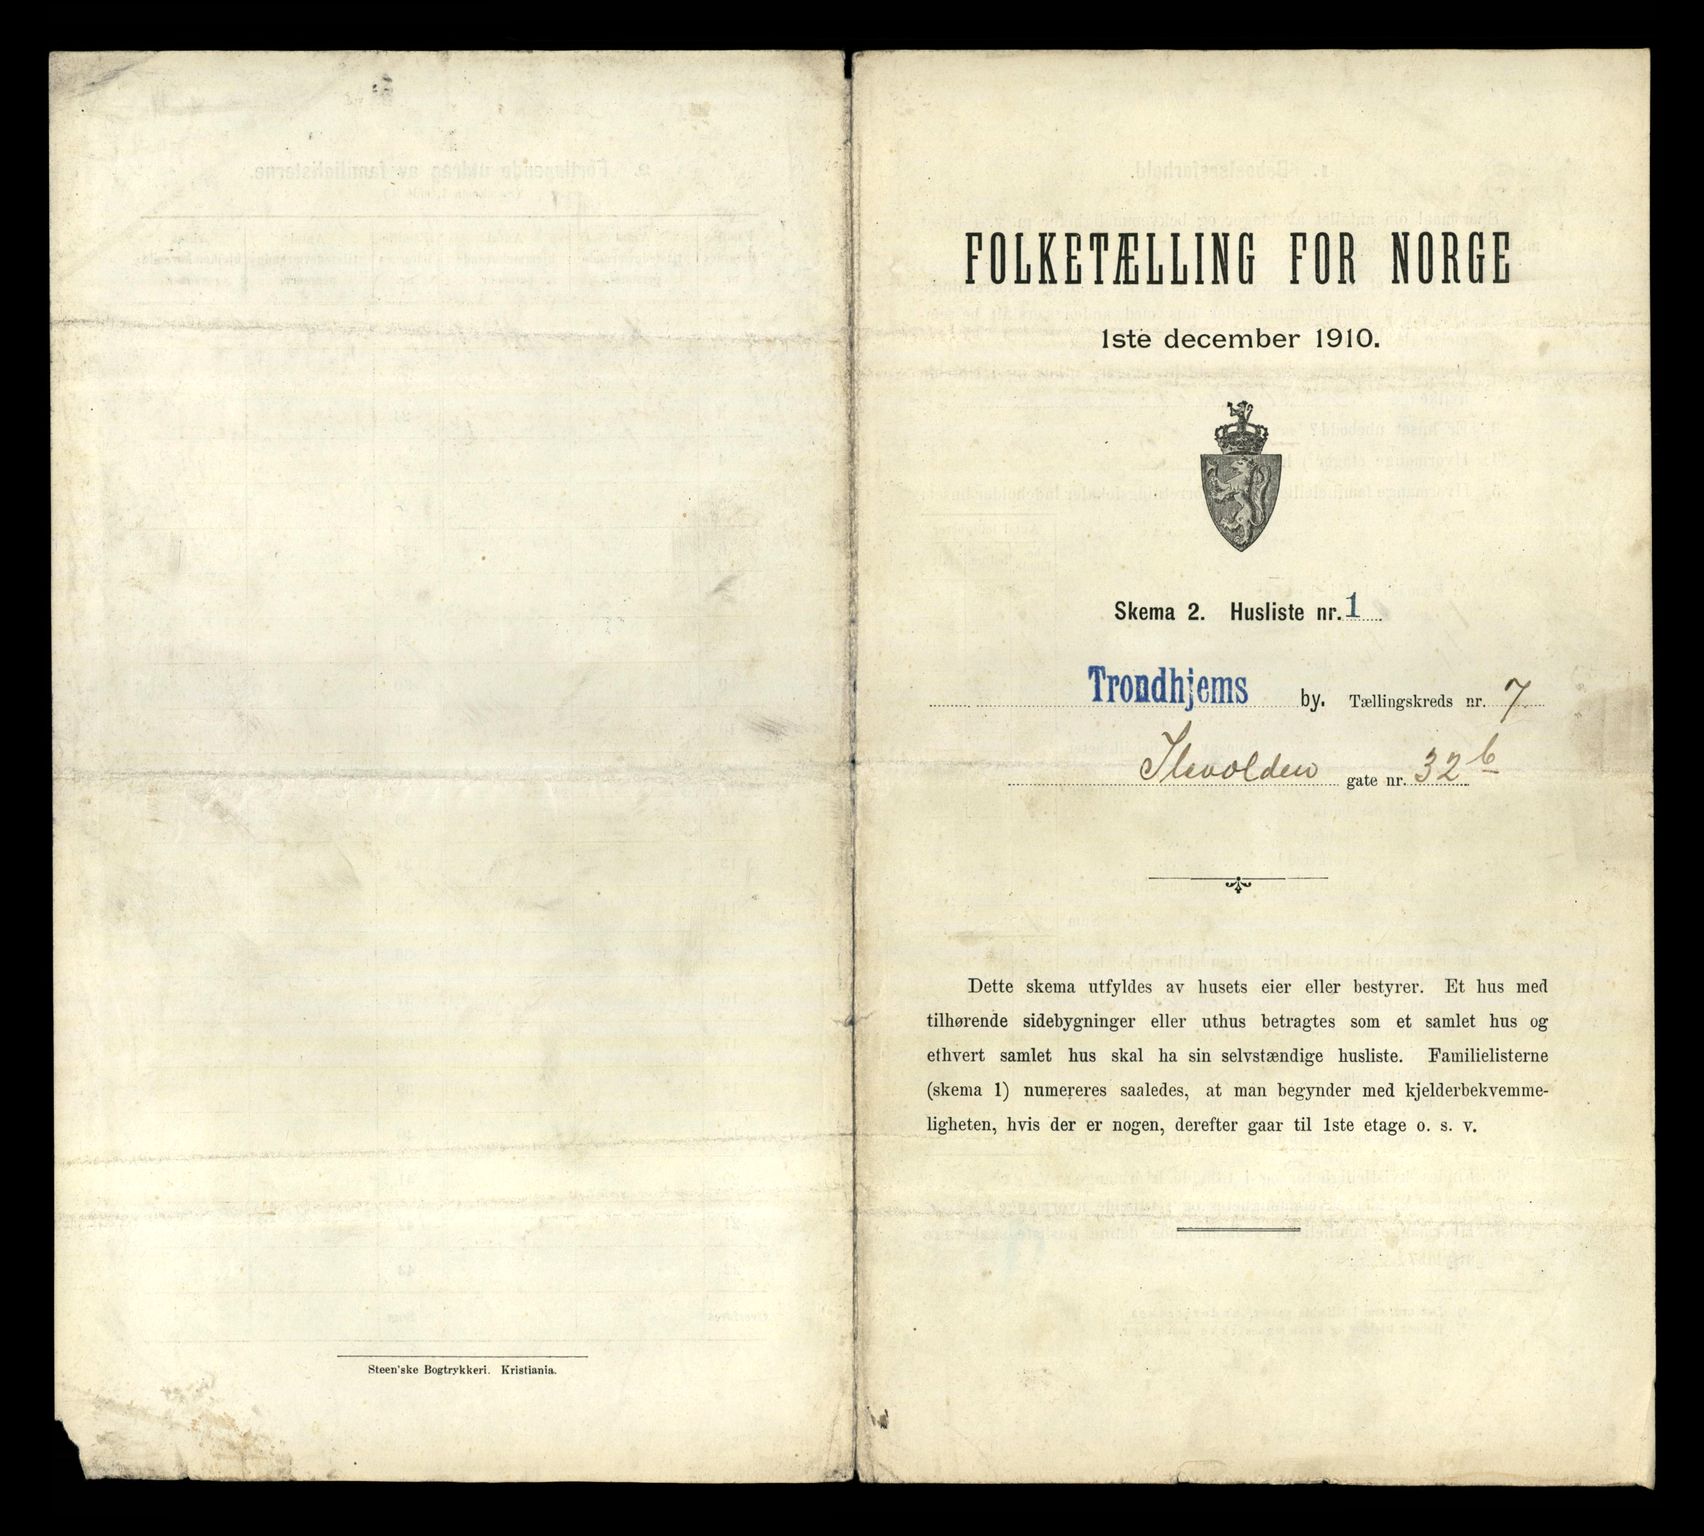 Steen'ske Bogtrykkeri. Kristiania.
FOLKETÆLLING FOR NORGE
1ste december 1910.
Skema 2. Husliste nr. 1
Trondhjems by. Tællingskreds nr. 7
Ilevolden gate nr. 32 b
Dette skema utfyldes av husets eier eller bestyrer. Et hus med
tilhørende sidebygninger eller uthus betragtes som et samlet hus og
ethvert samlet hus skal ha sin selvstændige husliste. Familielisterne
(skema 1) numereres saaledes, at man begynder med kjelderbekvemme-
ligheten, hvis der er nogen, derefter gaar til 1ste etage o. s. v.